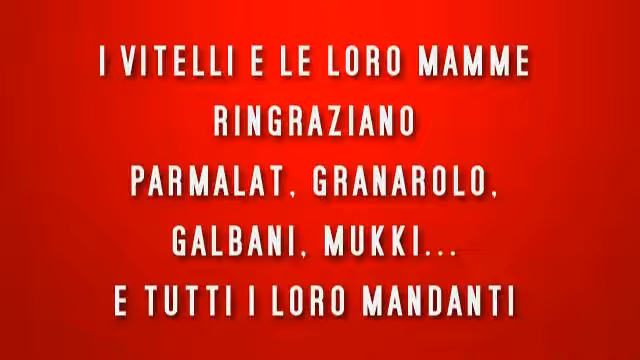 I VITELLI E LE LORO MAMME
RINGRAZIANO
PARMALAT, GRANAROLO,
GALBANI, MUKKI...
E TUTTI I LORO MANDANTI